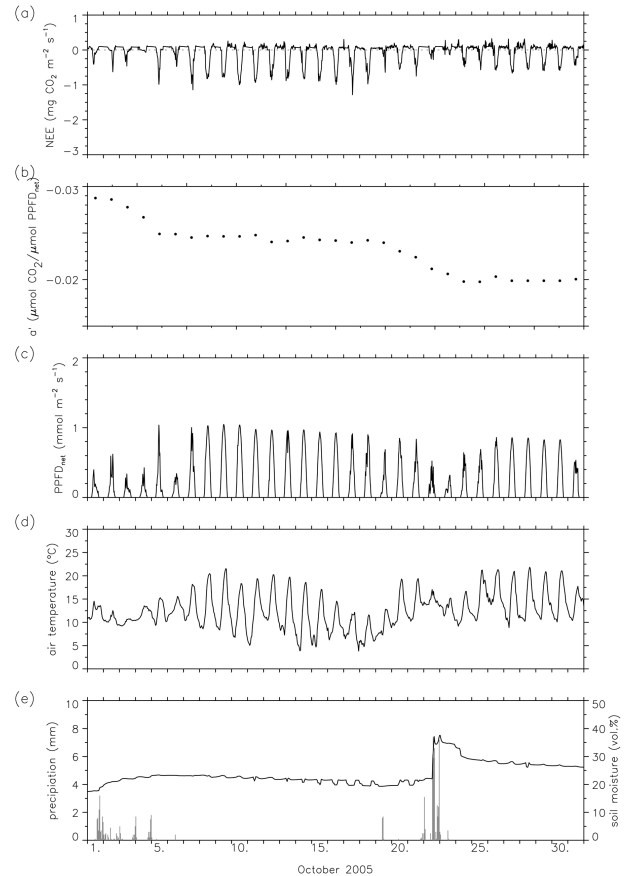 (a)
NEE (mg CO2 m−2 s−1)
1
0
−1
−2
−3
(b)
a' (μmol CO2/μmol PPFDnet)
−0.03
−0.02
(c)
PPFDnet (mmol m−2 s−1)
2
1
0
(d)
air temperature (°C)
30
25
20
15
10
5
0
(e)
precipiation (mm)
10
8
6
4
2
0
50
40
30
20
10
0
soil moisture (vol.%)
1. 5. 10. 15. 20. 25. 30.
October 2005